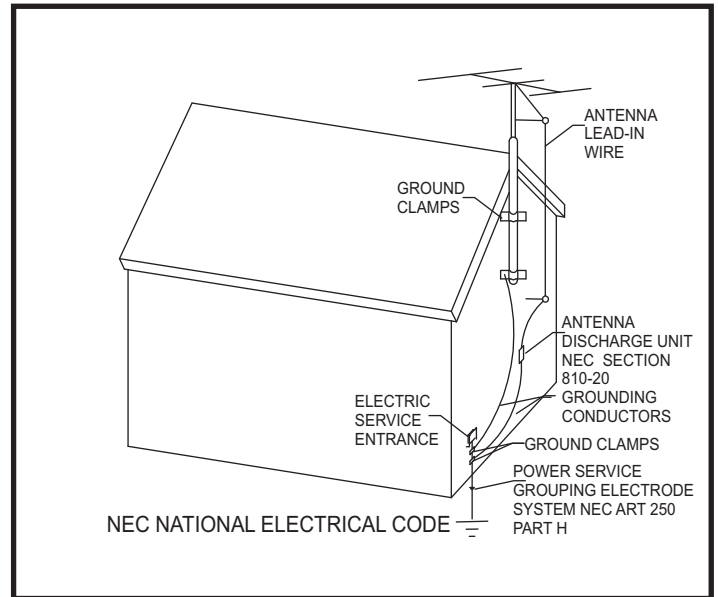 ANTENNA
LEAD-IN
WIRE
GROUND
CLAMPS
ANTENNA
DISCHARGE UNIT
NEC SECTION
810-20
GROUNDING
CONDUCTORS
ELECTRIC
SERVICE
ENTRANCE
GROUND CLAMPS
POWER SERVICE
GROUPING ELECTRODE
SYSTEM NEC ART 250
PART H
NEC NATIONAL ELECTRICAL CODE